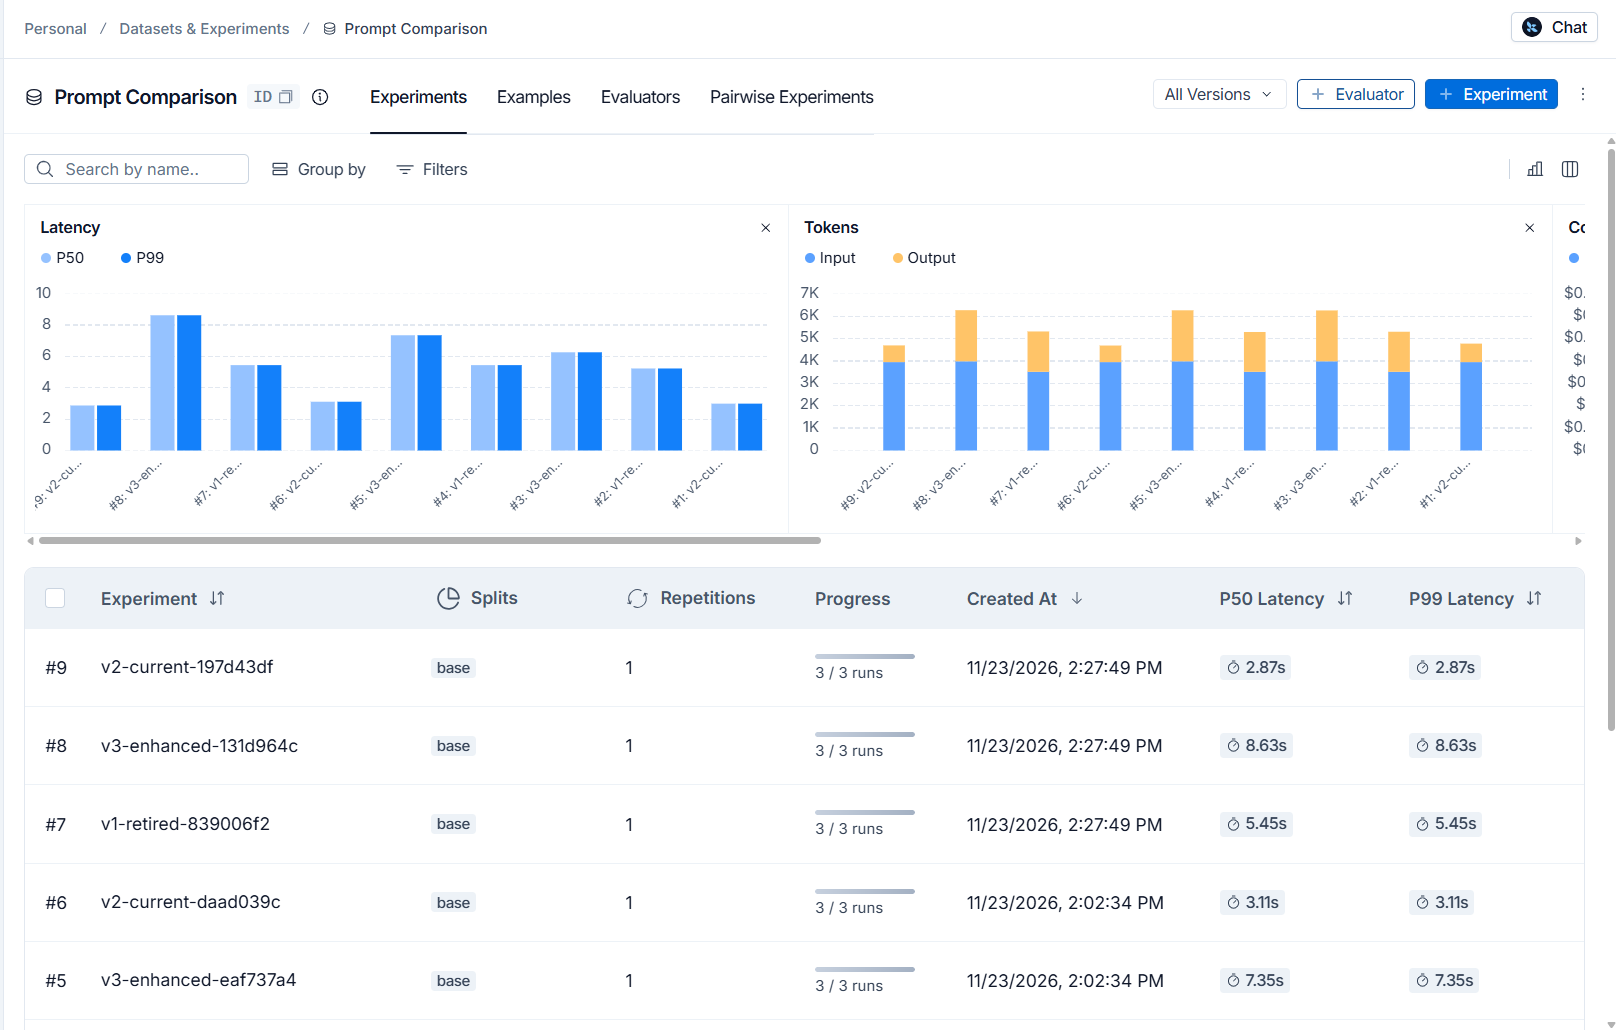 Personal / Datasets & Experiments / Prompt Comparison
Chat
Prompt Comparison ID
Experiments Examples Evaluators Pairwise Experiments
All Versions + Evaluator + Experiment
Search by name.. Group by Filters
Latency
P50 P99
10
8
6
4
2
0
#9: v2-cu... #8: v3-en... #7: v1-re... #6: v2-cu... #5: v3-en... #4: v1-re... #3: v3-en... #2: v1-re... #1: v2-cu...
Tokens
Input Output
7K
6K
5K
4K
3K
2K
1K
0
#9: v2-cu... #8: v3-en... #7: v1-re... #6: v2-cu... #5: v3-en... #4: v1-re... #3: v3-en... #2: v1-re... #1: v2-cu...
Experiment Splits Repetitions Progress Created At P50 Latency P99 Latency
#9 v2-current-197d43df base 1 3 / 3 runs 11/23/2026, 2:27:49 PM 2.87s 2.87s
#8 v3-enhanced-131d964c base 1 3 / 3 runs 11/23/2026, 2:27:49 PM 8.63s 8.63s
#7 v1-retired-839006f2 base 1 3 / 3 runs 11/23/2026, 2:27:49 PM 5.45s 5.45s
#6 v2-current-daad039c base 1 3 / 3 runs 11/23/2026, 2:02:34 PM 3.11s 3.11s
#5 v3-enhanced-eaf737a4 base 1 3 / 3 runs 11/23/2026, 2:02:34 PM 7.35s 7.35s